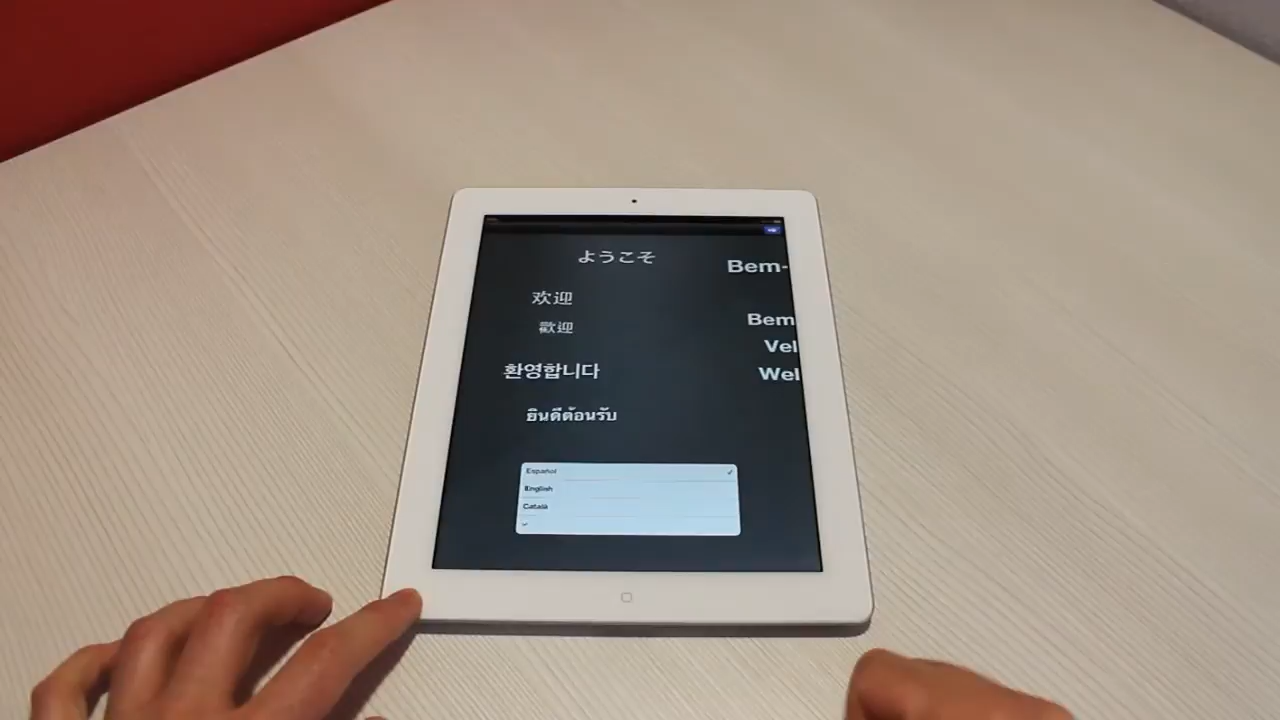 ようこそ
Bem-
欢迎
Bem
歡迎
Vel
환영합니다
Wel
ยินดีต้อนรับ
Español
English
Català